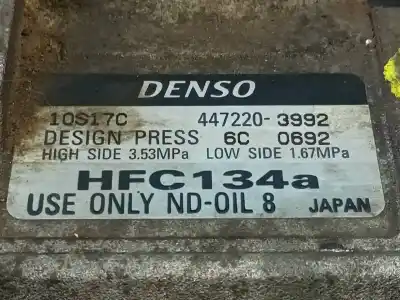 DENSO
10S17C 447220-3992
DESIGN PRESS 6C 0692
HIGH SIDE 3.53MPa LOW SIDE 1.67MPa
HFC134a
USE ONLY ND-OIL 8 JAPAN